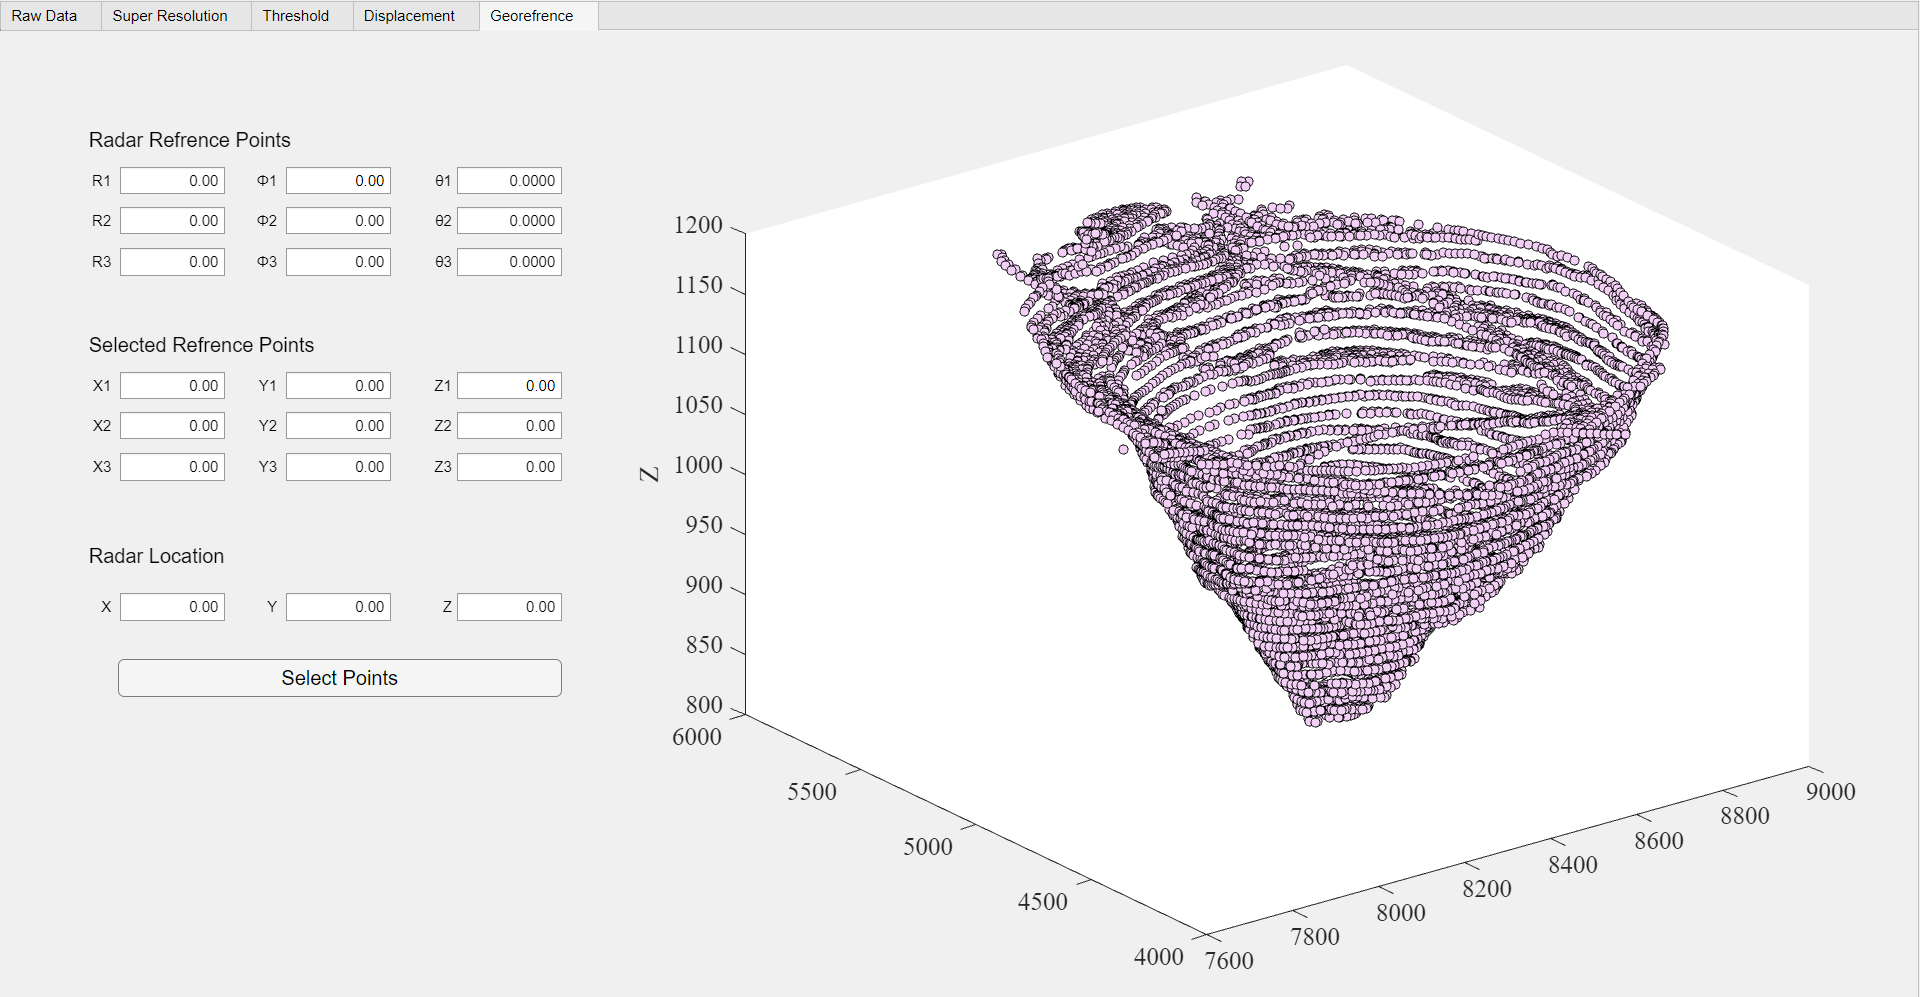 Raw Data Super Resolution Threshold Displacement Georefrence
Radar Refrence Points
R1 0.00 Φ1 0.00 θ1 0.0000
R2 0.00 Φ2 0.00 θ2 0.0000
R3 0.00 Φ3 0.00 θ3 0.0000
Selected Refrence Points
X1 0.00 Y1 0.00 Z1 0.00
X2 0.00 Y2 0.00 Z2 0.00
X3 0.00 Y3 0.00 Z3 0.00
Radar Location
X 0.00 Y 0.00 Z 0.00
Select Points
Z
1200
1150
1100
1050
1000
950
900
850
800
6000
5500
5000
4500
4000
7600
7800
8000
8200
8400
8600
8800
9000